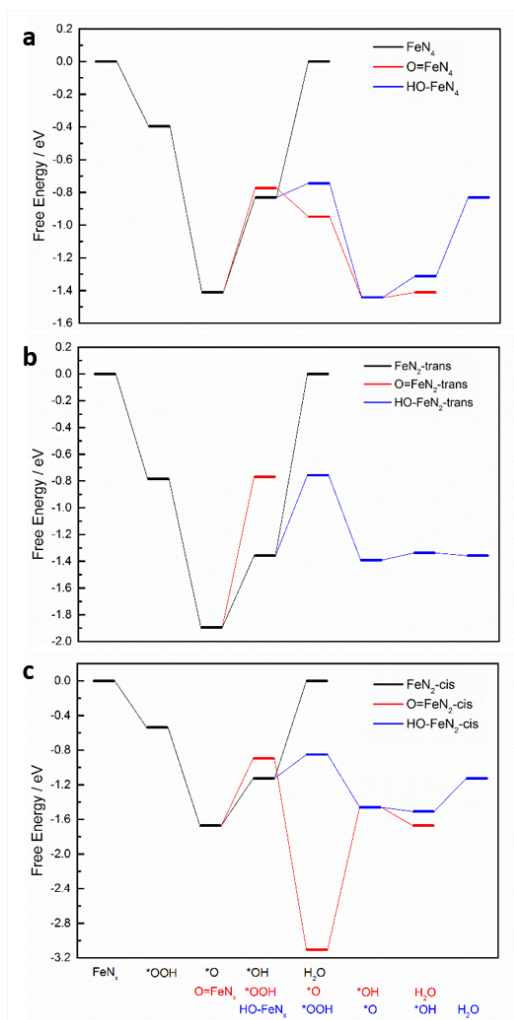 a
0.2
0.0
-0.2
-0.4
-0.6
-0.8
-1.0
-1.2
-1.4
-1.6
Free Energy / eV
FeN₄
O=FeN₄
HO-FeN₄
b
0.2
0.0
-0.2
-0.4
-0.6
-0.8
-1.0
-1.2
-1.4
-1.6
-1.8
-2.0
Free Energy / eV
FeN₂-trans
O=FeN₂-trans
HO-FeN₂-trans
c
0.0
-0.4
-0.8
-1.2
-1.6
-2.0
-2.4
-2.8
-3.2
Free Energy / eV
FeN₂-cis
O=FeN₂-cis
HO-FeN₂-cis
FeNₓ *OOH *O *OH H₂O
O=FeNₓ *OOH *O *OH H₂O
HO-FeNₓ *OOH *O *OH H₂O